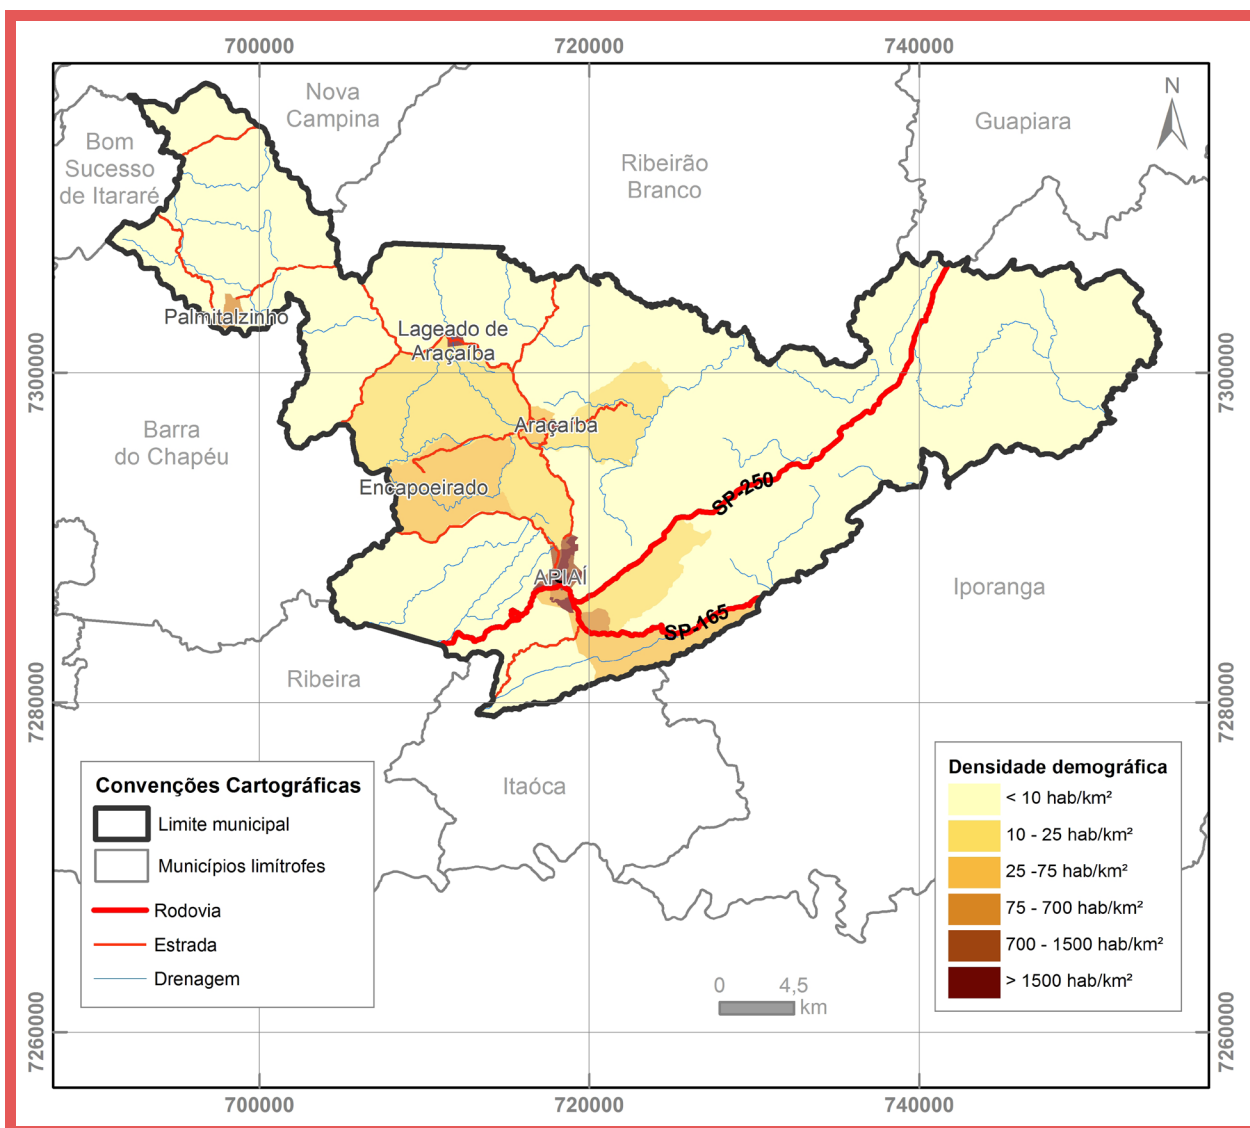 700000
720000
740000
Nova
Campina
Bom
Sucesso
de Itararé
Ribeirão
Branco
Guapiara
N
7300000
7300000
Palmitalzinho
Lageado de
Araçaíba
Barra
do Chapéu
Araçaíba
Encapoeirado
SP-250
APIAÍ
Iporanga
SP-165
7280000
7280000
Ribeira
Itaóca
Convenções Cartográficas
Limite municipal
Municípios limítrofes
Rodovia
Estrada
Drenagem
Densidade demográfica
< 10 hab/km²
10 - 25 hab/km²
25 -75 hab/km²
75 - 700 hab/km²
700 - 1500 hab/km²
> 1500 hab/km²
0 4,5
km
7260000
7260000
700000
720000
740000